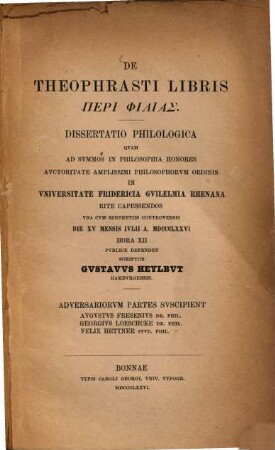 DE
THEOPHRASTI LIBRIS
ΠΕΡΙ ΦΙΛΙΑΣ.
DISSERTATIO PHILOLOGICA
QVAM
AD SVMMOS IN PHILOSOPHIA HONORES
AVCTORITATE AMPLISSIMI PHILOSOPHORVM ORDINIS
IN
VNIVERSITATE FRIDERICIA GVILELMIA RHENANA
RITE CAPESSENDOS
VNA CVM SENTENTIIS CONTROVERSIS
DIE XV MENSIS IVLII A. MDCCCLXXVI
HORA XII
PVBLICE DEFENDET
SCRIPTOR
GVSTAVVS HEYLBVT
HAMBVRGENSIS.
ADVERSARIORVM PARTES SVSCIPIENT
AVGVSTVS FRESENIVS DR. PHIL.
GEORGIVS LOESCHCKE DR. PHIL.
FELIX HETTNER STVD. PHIL.
BONNAE
TYPIS CAROLI GEORGI, VNIV. TYPOGR.
MDCCCLXXVI.